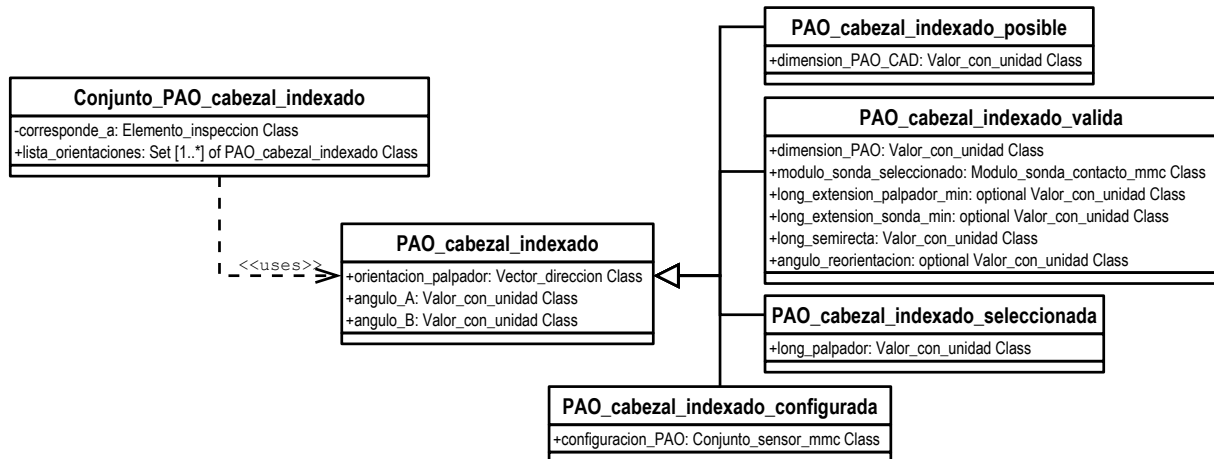 Conjunto_PAO_cabezal_indexado
-corresponde_a: Elemento_inspeccion Class
+lista_orientaciones: Set [1..*] of PAO_cabezal_indexado Class
<<uses>>
PAO_cabezal_indexado
+orientacion_palpador: Vector_direccion Class
+angulo_A: Valor_con_unidad Class
+angulo_B: Valor_con_unidad Class
PAO_cabezal_indexado_posible
+dimension_PAO_CAD: Valor_con_unidad Class
PAO_cabezal_indexado_valida
+dimension_PAO: Valor_con_unidad Class
+modulo_sonda_seleccionado: Modulo_sonda_contacto_mmc Class
+long_extension_palpador_min: optional Valor_con_unidad Class
+long_extension_sonda_min: optional Valor_con_unidad Class
+long_semirecta: Valor_con_unidad Class
+angulo_reorientacion: optional Valor_con_unidad Class
PAO_cabezal_indexado_seleccionada
+long_palpador: Valor_con_unidad Class
PAO_cabezal_indexado_configurada
+configuracion_PAO: Conjunto_sensor_mmc Class